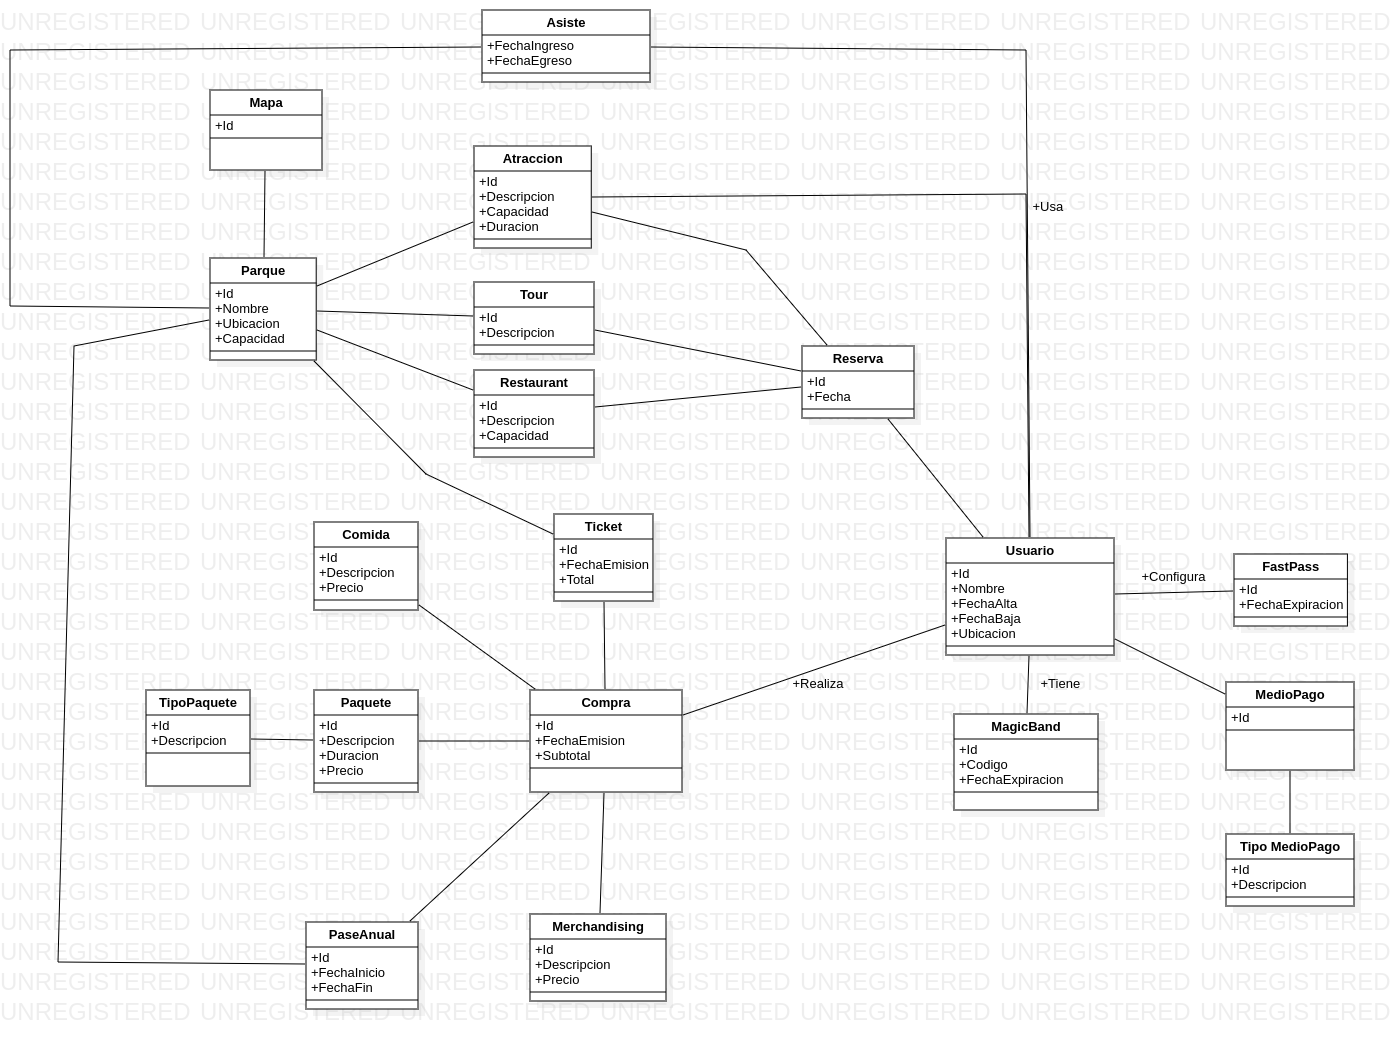 Asiste
+FechaIngreso
+FechaEgreso
Mapa
+Id
Atraccion
+Id
+Descripcion
+Capacidad
+Duracion
+Usa
Parque
+Id
+Nombre
+Ubicacion
+Capacidad
Tour
+Id
+Descripcion
Reserva
+Id
+Fecha
Restaurant
+Id
+Descripcion
+Capacidad
Comida
+Id
+Descripcion
+Precio
Ticket
+Id
+FechaEmision
+Total
Usuario
+Id
+Nombre
+FechaAlta
+FechaBaja
+Ubicacion
+Configura
FastPass
+Id
+FechaExpiracion
+Realiza
+Tiene
TipoPaquete
+Id
+Descripcion
Paquete
+Id
+Descripcion
+Duracion
+Precio
Compra
+Id
+FechaEmision
+Subtotal
MagicBand
+Id
+Codigo
+FechaExpiracion
MedioPago
+Id
Tipo MedioPago
+Id
+Descripcion
PaseAnual
+Id
+FechaInicio
+FechaFin
Merchandising
+Id
+Descripcion
+Precio
UNREGISTERED UNREGISTERED UNREGISTERED UNREGISTERED UNREGISTERED UNREGISTERED UNREGISTERED